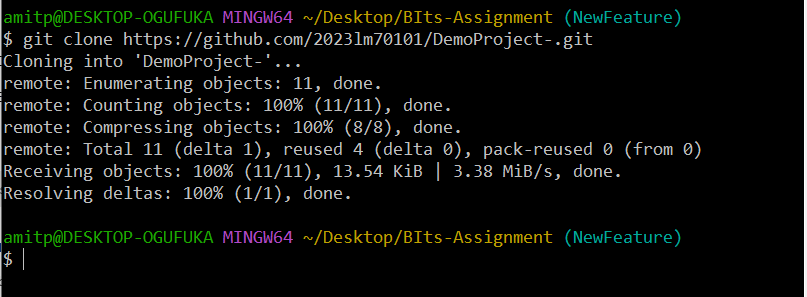 amitp@DESKTOP-OGUFUKA MINGW64 ~/Desktop/BIts-Assignment (NewFeature)
$ git clone https://github.com/2023lm70101/DemoProject-.git
Cloning into 'DemoProject-'...
remote: Enumerating objects: 11, done.
remote: Counting objects: 100% (11/11), done.
remote: Compressing objects: 100% (8/8), done.
remote: Total 11 (delta 1), reused 4 (delta 0), pack-reused 0 (from 0)
Receiving objects: 100% (11/11), 13.54 KiB | 3.38 MiB/s, done.
Resolving deltas: 100% (1/1), done.
amitp@DESKTOP-OGUFUKA MINGW64 ~/Desktop/BIts-Assignment (NewFeature)
$